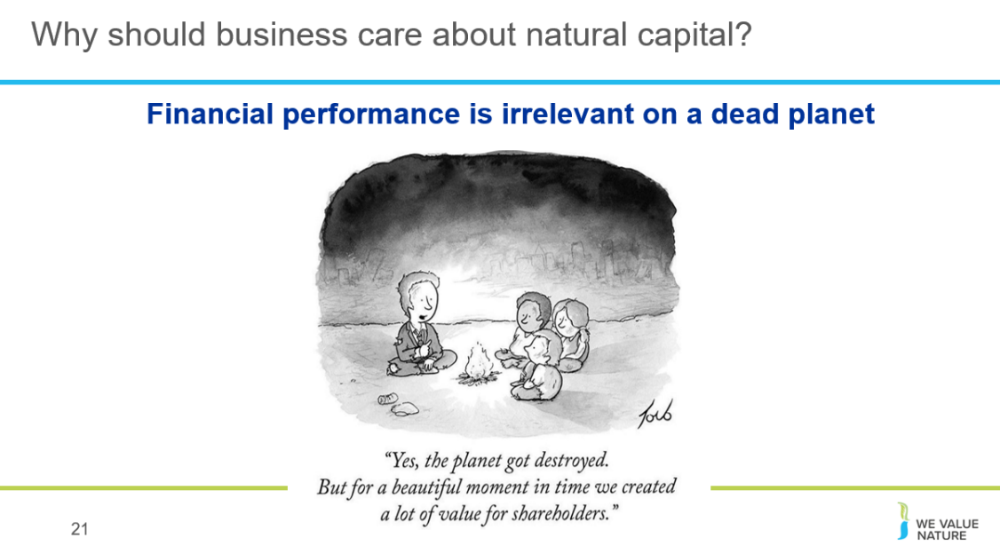 Why should business care about natural capital?
Financial performance is irrelevant on a dead planet
“Yes, the planet got destroyed.
But for a beautiful moment in time we created
a lot of value for shareholders.”
21
WE VALUE
NATURE